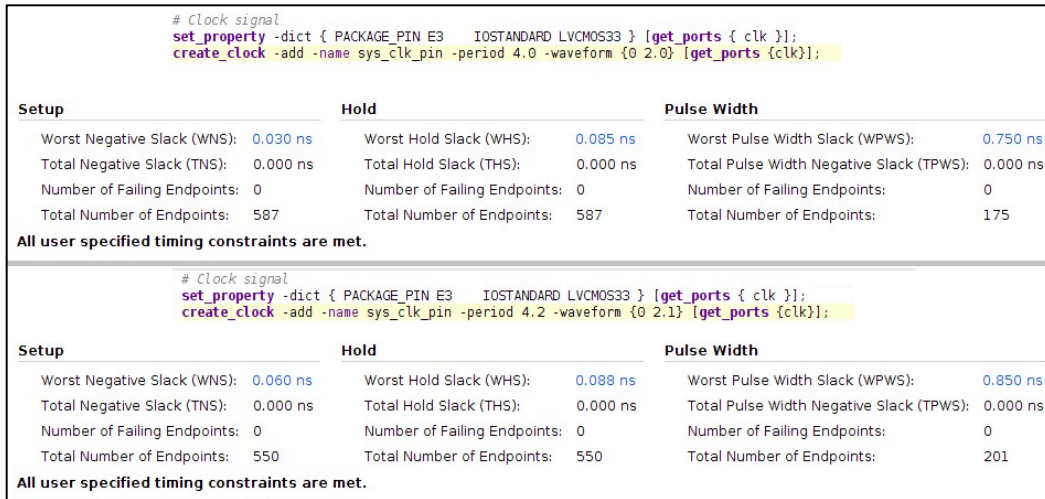 # Clock signal
set_property -dict { PACKAGE_PIN E3    IOSTANDARD LVCMOS33 } [get_ports { clk }];
create_clock -add -name sys_clk_pin -period 4.0 -waveform {0 2.0} [get_ports {clk}];
Setup Hold Pulse Width
Worst Negative Slack (WNS): 0.030 ns Worst Hold Slack (WHS): 0.085 ns Worst Pulse Width Slack (WPWS): 0.750 ns
Total Negative Slack (TNS): 0.000 ns Total Hold Slack (THS): 0.000 ns Total Pulse Width Negative Slack (TPWS): 0.000 ns
Number of Failing Endpoints: 0 Number of Failing Endpoints: 0 Number of Failing Endpoints: 0
Total Number of Endpoints: 587 Total Number of Endpoints: 587 Total Number of Endpoints: 175
All user specified timing constraints are met.
# Clock signal
set_property -dict { PACKAGE_PIN E3    IOSTANDARD LVCMOS33 } [get_ports { clk }];
create_clock -add -name sys_clk_pin -period 4.2 -waveform {0 2.1} [get_ports {clk}];
Setup Hold Pulse Width
Worst Negative Slack (WNS): 0.060 ns Worst Hold Slack (WHS): 0.088 ns Worst Pulse Width Slack (WPWS): 0.850 ns
Total Negative Slack (TNS): 0.000 ns Total Hold Slack (THS): 0.000 ns Total Pulse Width Negative Slack (TPWS): 0.000 ns
Number of Failing Endpoints: 0 Number of Failing Endpoints: 0 Number of Failing Endpoints: 0
Total Number of Endpoints: 550 Total Number of Endpoints: 550 Total Number of Endpoints: 201
All user specified timing constraints are met.